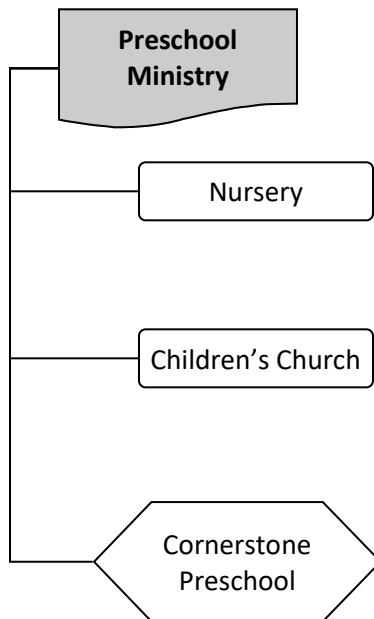 Preschool
Ministry
Nursery
Children’s Church
Cornerstone
Preschool